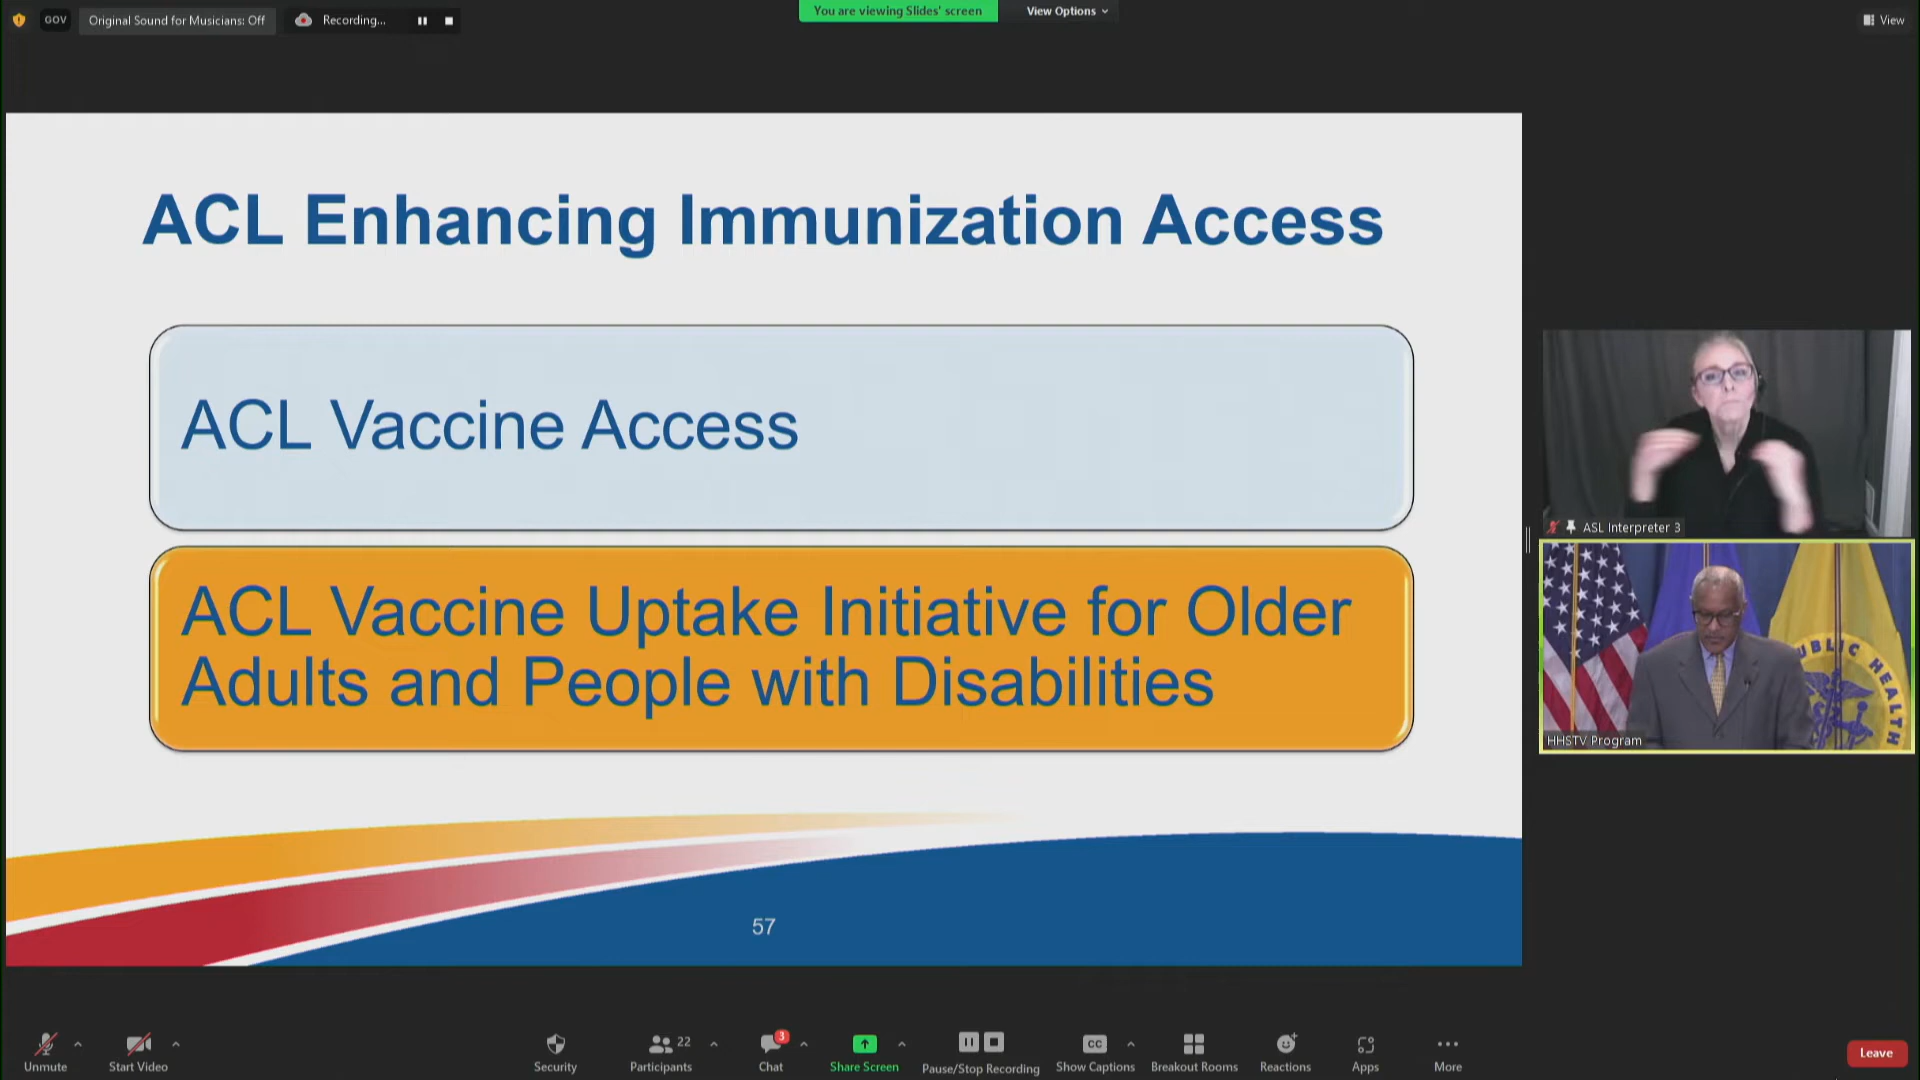 GOV
Original Sound for Musicians: Off
Recording...
You are viewing Slides' screen
View Options
View
ACL Enhancing Immunization Access
ACL Vaccine Access
ACL Vaccine Uptake Initiative for Older
Adults and People with Disabilities
57
ASL Interpreter 3
PUBLIC HEALTH
HHSTV Program
Unmute
Start Video
Security
22
Participants
3
Chat
Share Screen
Pause/Stop Recording
CC
Show Captions
Breakout Rooms
Reactions
Apps
More
Leave